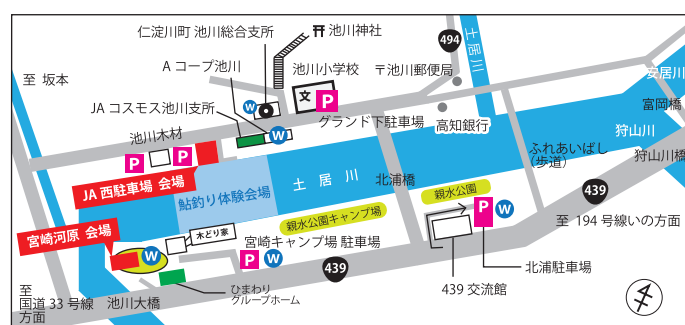 仁淀川町 池川総合支所
池川神社
494
土居川
至 坂本
Aコープ池川
池川小学校
文
P
〒池川郵便局
安居川
W
JAコスモス池川支所
W
グランド下駐車場
高知銀行
富岡橋
池川木材
P
P
ふれあいばし
(歩道)
狩山川
狩山川橋
JA 西駐車場 会場
鮎釣り体験会場
土居川
北浦橋
親水公園
439
親水公園キャンプ場
P
W
至 194 号線いの方面
宮崎河原 会場
木どり家
宮崎キャンプ場 駐車場
W
P
W
439
北浦駐車場
439 交流館
至
国道 33 号線
方面
池川大橋
ひまわり
グループホーム